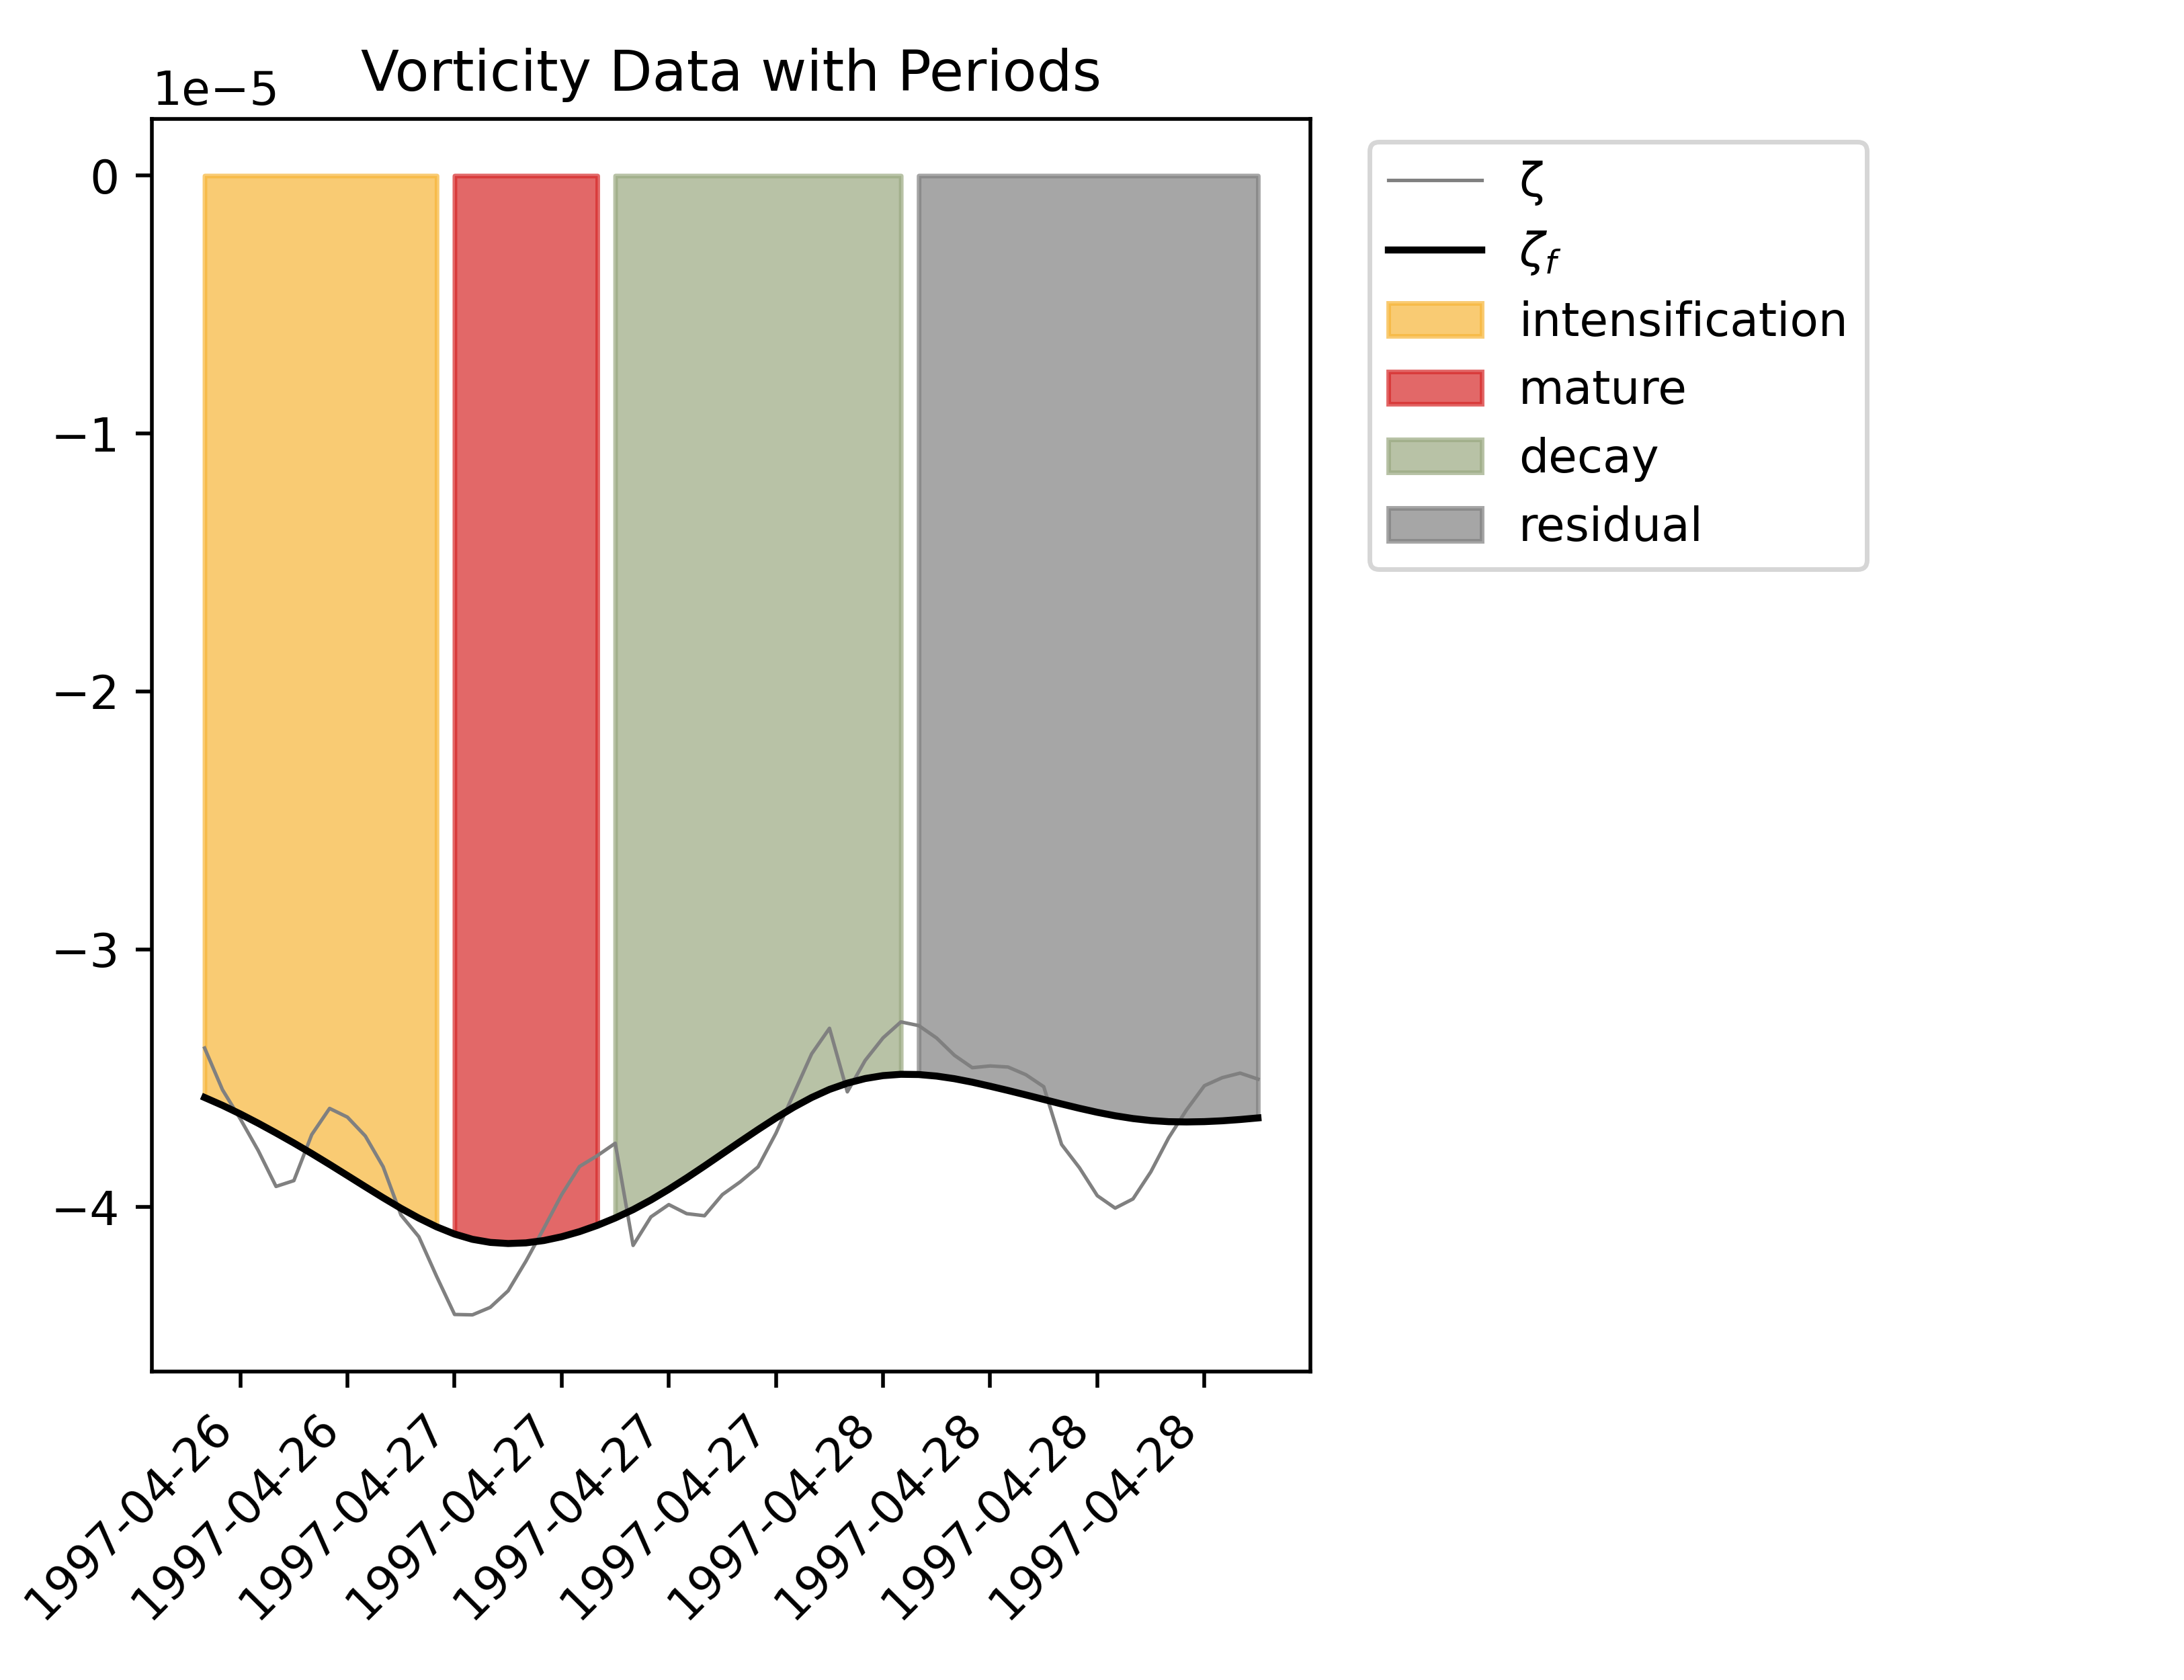 Vorticity Data with Periods
1e−5
0
−1
−2
−3
−4
1997-04-26
1997-04-26
1997-04-27
1997-04-27
1997-04-27
1997-04-27
1997-04-28
1997-04-28
1997-04-28
1997-04-28
ζ
ζf
intensification
mature
decay
residual